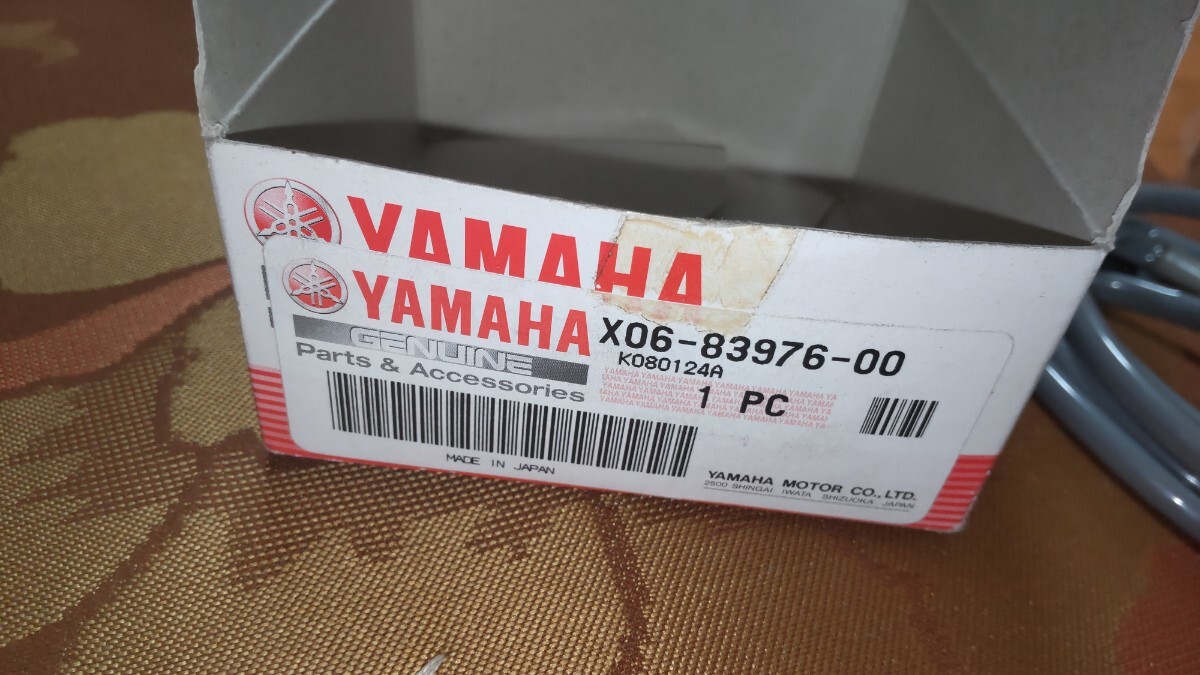 YAMAHA
YAMAHA
GENUINE
Parts & Accessories
X06-83976-00
K080124A
1 PC
MADE IN JAPAN
YAMAHA MOTOR CO., LTD.
2500 SHINGAI IWATA SHIZUOKA JAPAN